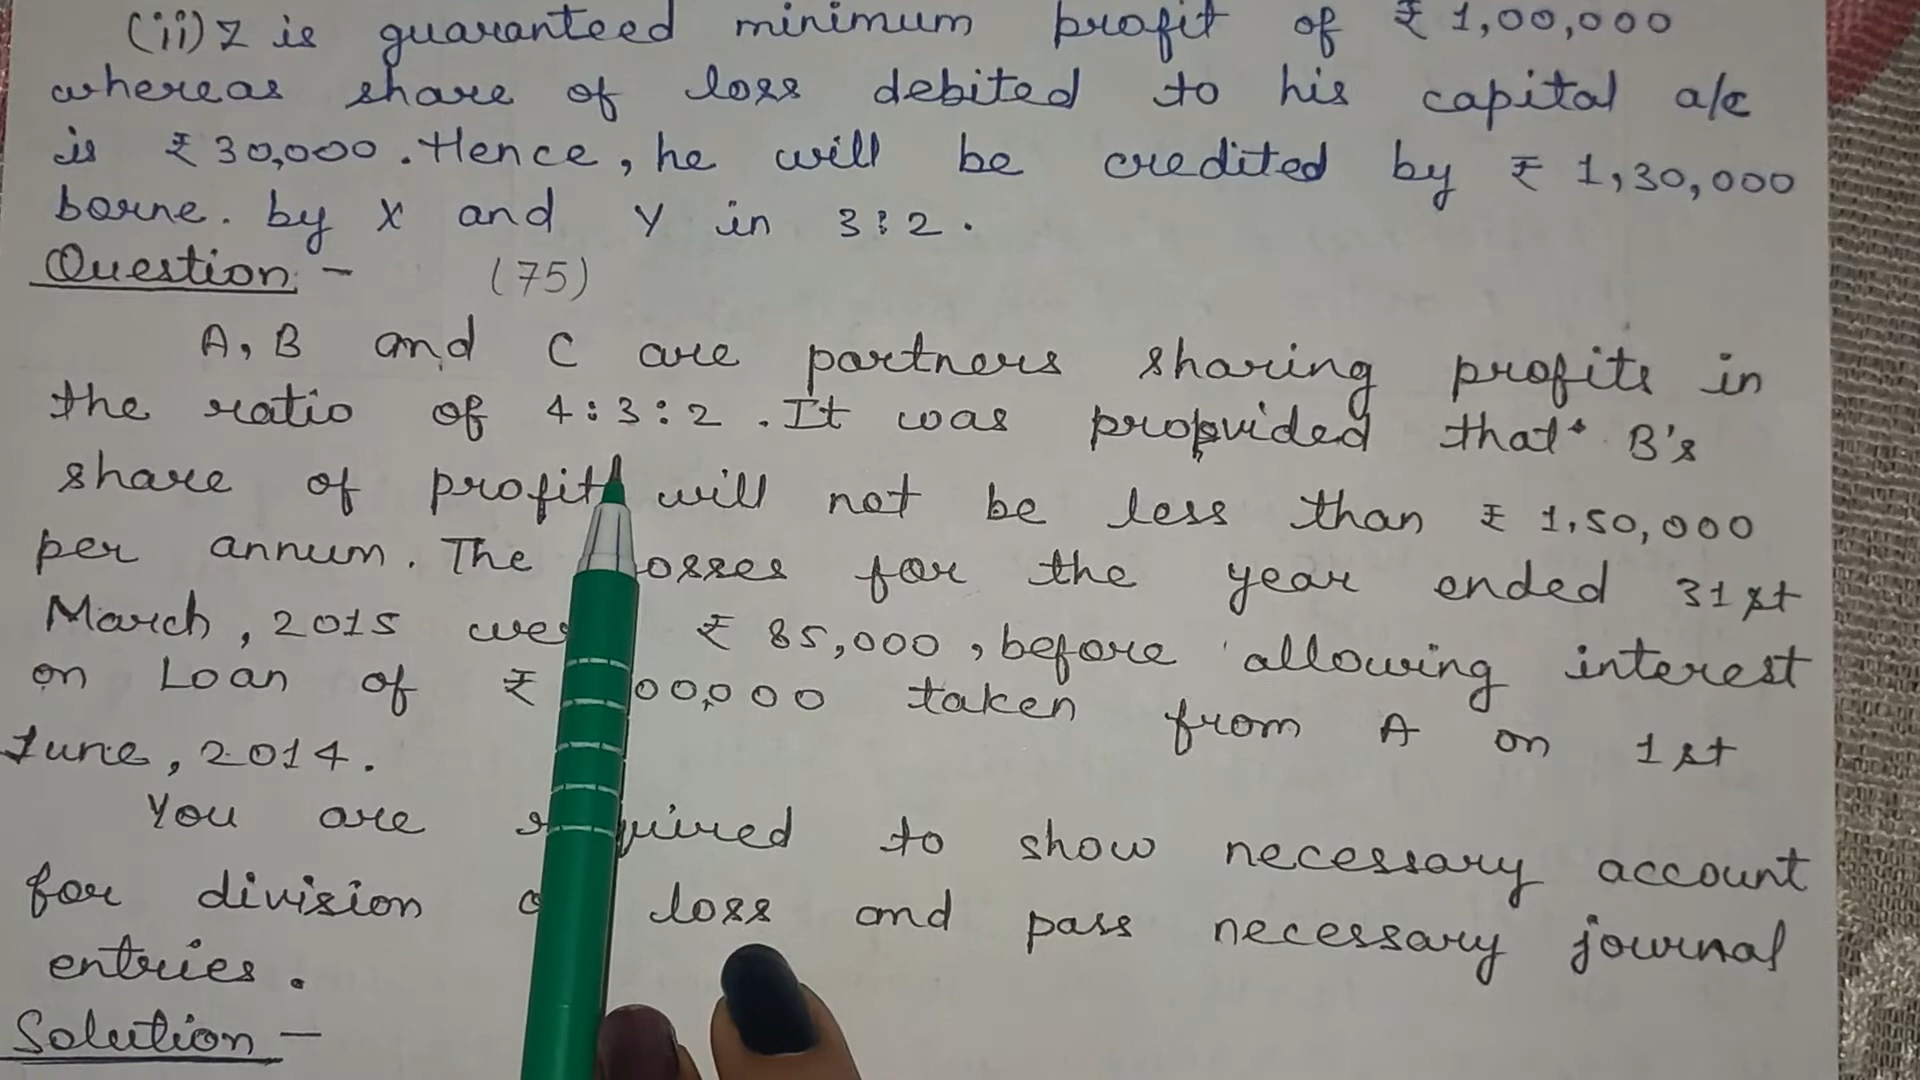 (ii) Z is guaranteed minimum profit of ₹ 1,00,000
whereas share of loss debited to his capital a/c
is ₹ 30,000. Hence, he will be credited by ₹ 1,30,000
borne. by X and Y in 3:2.
Question - (75)
A, B and C are partners sharing profits in
the ratio of 4:3:2. It was provided that B's
share of profit will not be less than ₹ 1,50,000
per annum. The osses for the year ended 31st
March, 2015 we ₹ 85,000, before allowing interest
on Loan of ₹ 00,000 taken from A on 1st
June, 2014.
You are quired to show necessary account
for division loss and pass necessary journal
entries.
Solution -